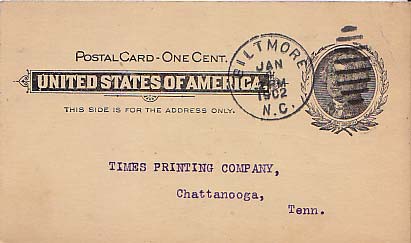 POSTAL CARD - ONE CENT.
UNITED STATES OF AMERICA
THIS SIDE IS FOR THE ADDRESS ONLY.
BILTMORE
JAN
M
1902
N.C.
TIMES PRINTING COMPANY,
Chattanooga,
Tenn.